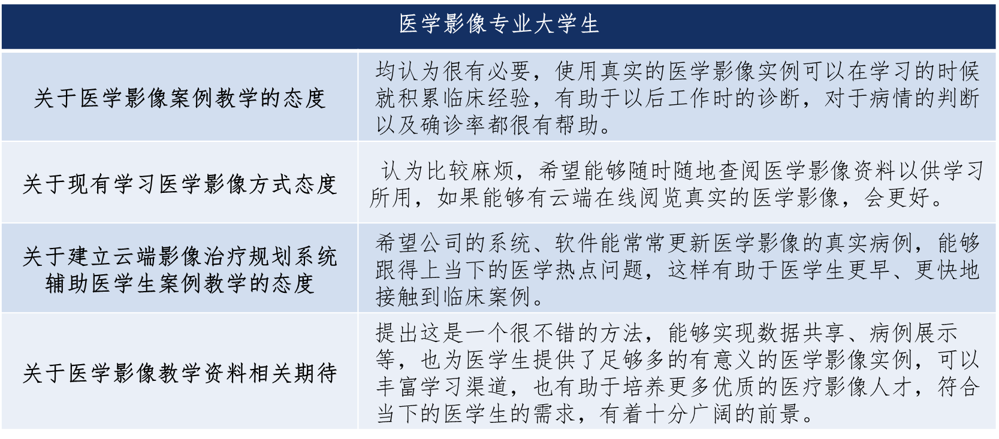 医学影像专业大学生
关于医学影像案例教学的态度
均认为很有必要，使用真实的医学影像实例可以在学习的时候
就积累临床经验，有助于以后工作时的诊断，对于病情的判断
以及确诊率都很有帮助。
关于现有学习医学影像方式态度
认为比较麻烦，希望能够随时随地查阅医学影像资料以供学习
所用，如果能够有云端在线阅览真实的医学影像，会更好。
关于建立云端影像治疗规划系统
辅助医学生案例教学的态度
希望公司的系统、软件能常常更新医学影像的真实病例，能够
跟得上当下的医学热点问题，这样有助于医学生更早、更快地
接触到临床案例。
关于医学影像教学资料相关期待
提出这是一个很不错的方法，能够实现数据共享、病例展示
等，也为医学生提供了足够多的有意义的医学影像实例，可以
丰富学习渠道，也有助于培养更多优质的医疗影像人才，符合
当下的医学生的需求，有着十分广阔的前景。